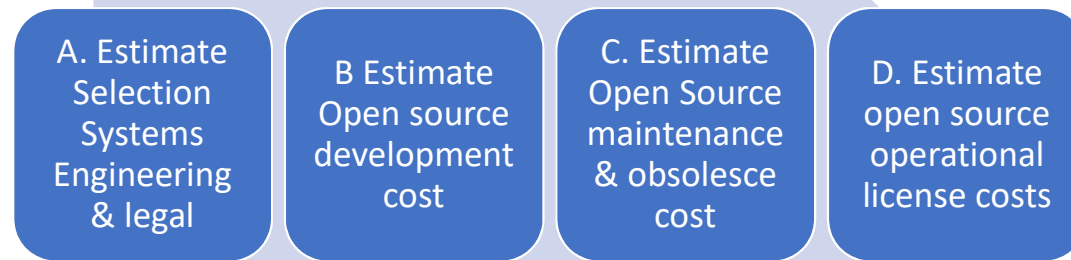 A. Estimate
Selection
Systems
Engineering
& legal
B Estimate
Open source
development
cost
C. Estimate
Open Source
maintenance
& obsolesce
cost
D. Estimate
open source
operational
license costs